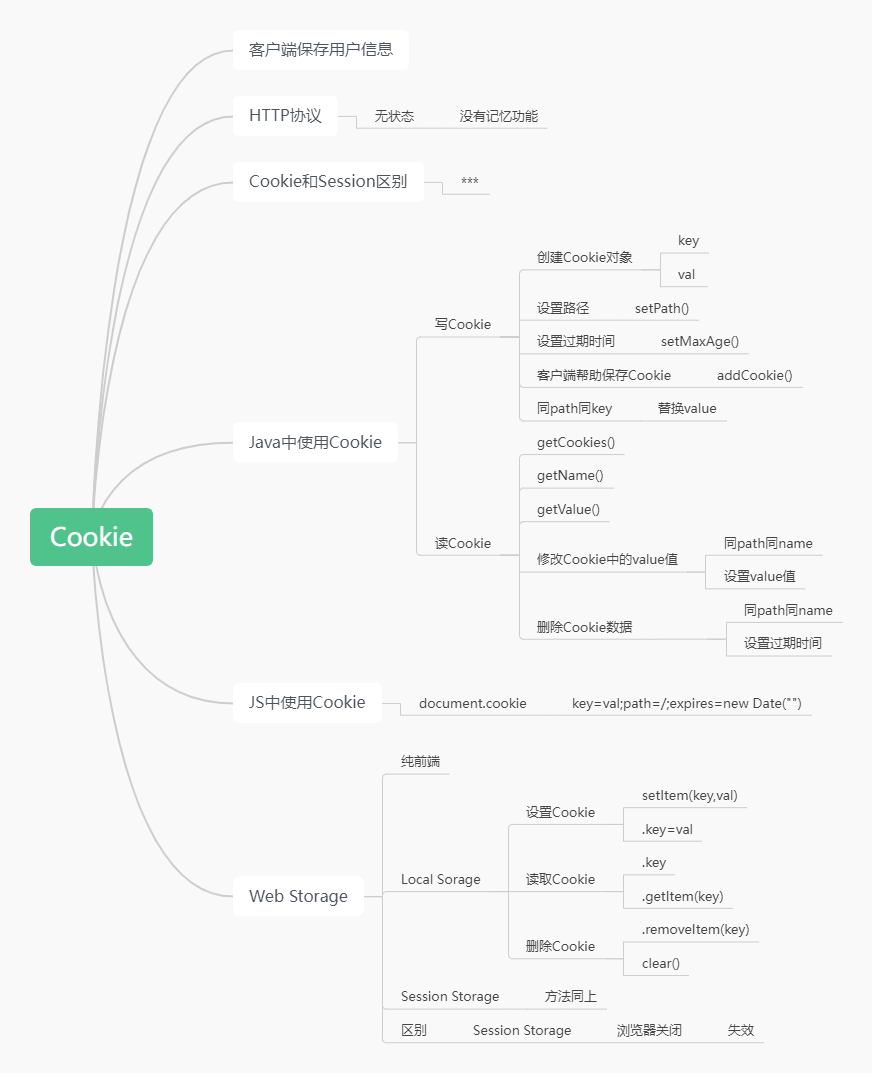 Cookie
客户端保存用户信息
HTTP协议
无状态
没有记忆功能
Cookie和Session区别
***
Java中使用Cookie
写Cookie
创建Cookie对象
key
val
设置路径
setPath()
设置过期时间
setMaxAge()
客户端帮助保存Cookie
addCookie()
同path同key
替换value
读Cookie
getCookies()
getName()
getValue()
修改Cookie中的value值
同path同name
设置value值
删除Cookie数据
同path同name
设置过期时间
JS中使用Cookie
document.cookie
key=val;path=/;expires=new Date("")
Web Storage
纯前端
Local Sorage
设置Cookie
setItem(key,val)
.key=val
读取Cookie
.key
.getItem(key)
删除Cookie
.removeItem(key)
clear()
Session Storage
方法同上
区别
Session Storage
浏览器关闭
失效